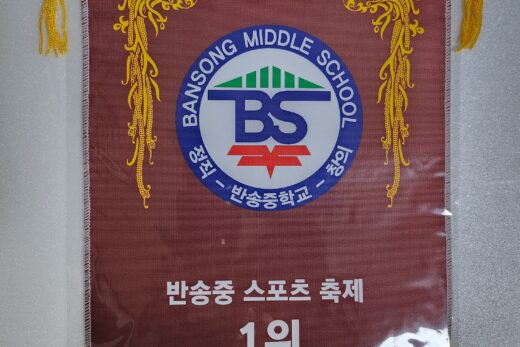 BANSONG MIDDLE SCHOOL
BS
정직 - 반송중학교 - 창의
반송중 스포츠 축제
1위